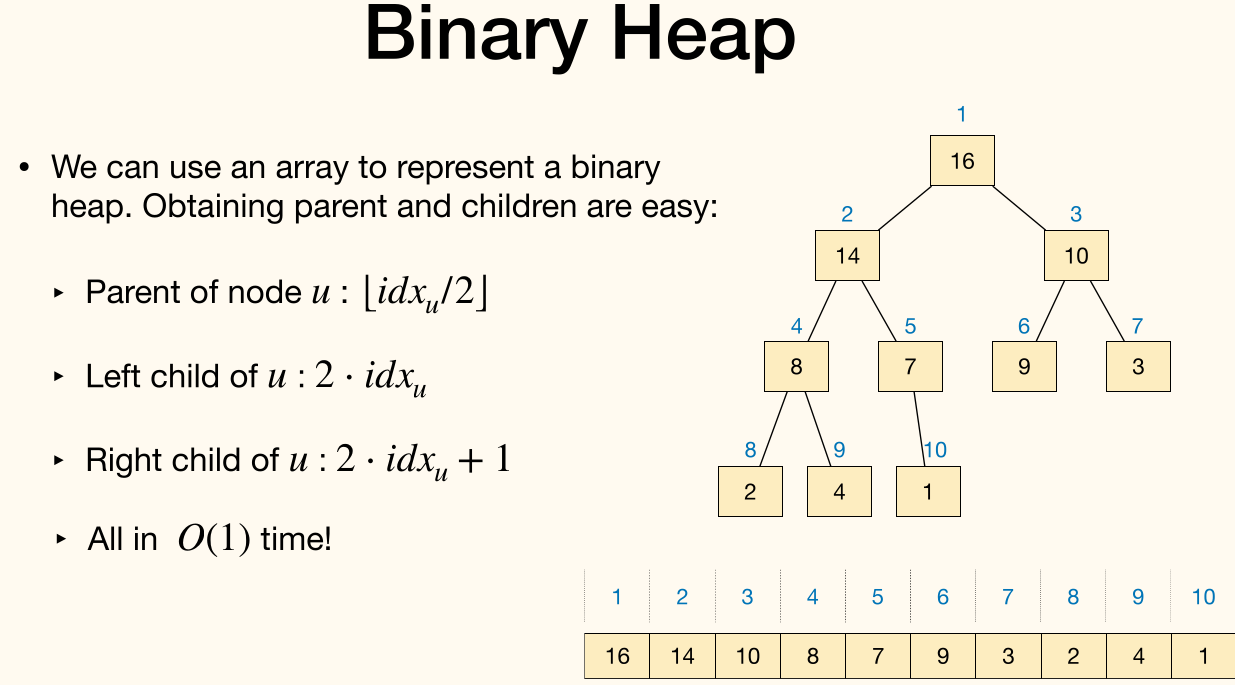 Binary Heap
• We can use an array to represent a binary
heap. Obtaining parent and children are easy:
‣ Parent of node u : ⌊idx_u/2⌋
‣ Left child of u : 2 · idx_u
‣ Right child of u : 2 · idx_u + 1
‣ All in O(1) time!
1
16
2 3
14 10
4 5 6 7
8 7 9 3
8 9 10
2 4 1
1 2 3 4 5 6 7 8 9 10
16 14 10 8 7 9 3 2 4 1